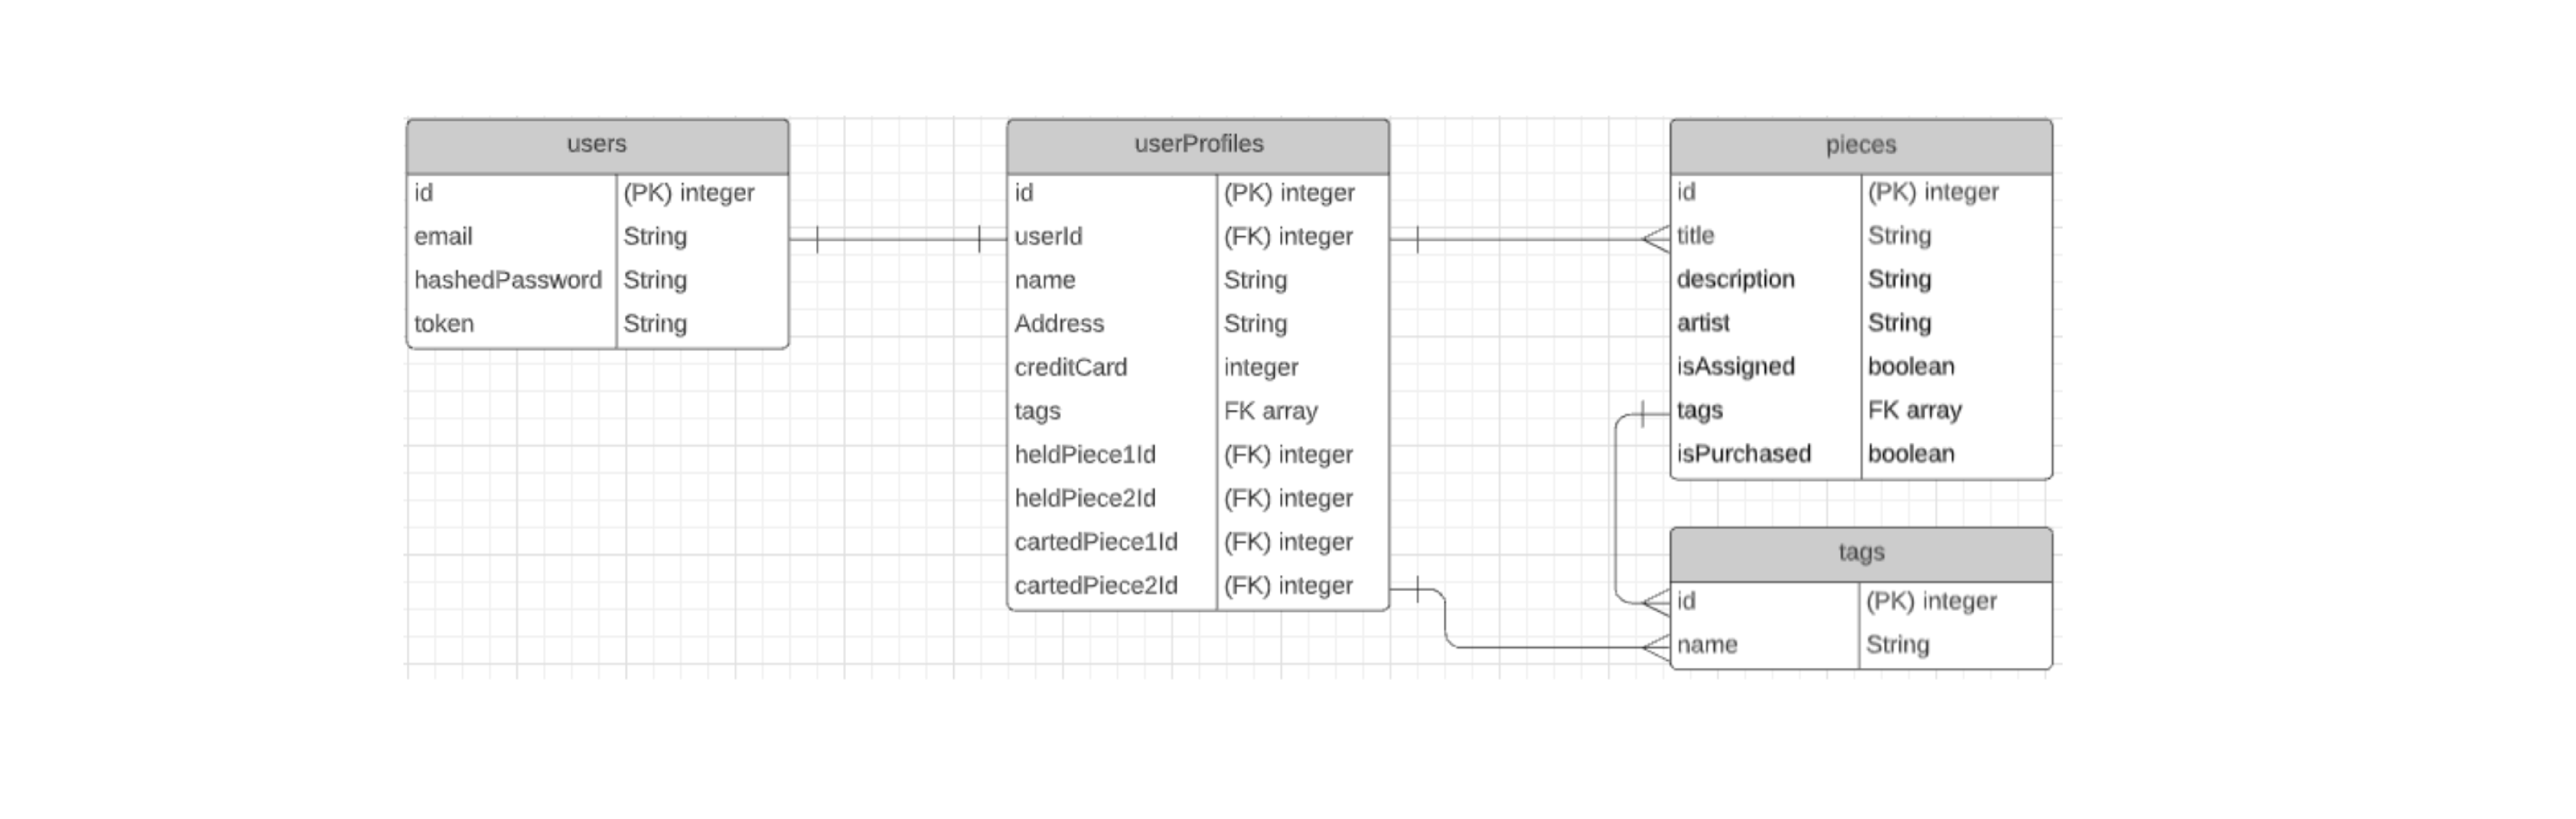 users
id (PK) integer
email String
hashedPassword String
token String
userProfiles
id (PK) integer
userId (FK) integer
name String
Address String
creditCard integer
tags FK array
heldPiece1Id (FK) integer
heldPiece2Id (FK) integer
cartedPiece1Id (FK) integer
cartedPiece2Id (FK) integer
pieces
id (PK) integer
title String
description String
artist String
isAssigned boolean
tags FK array
isPurchased boolean
tags
id (PK) integer
name String